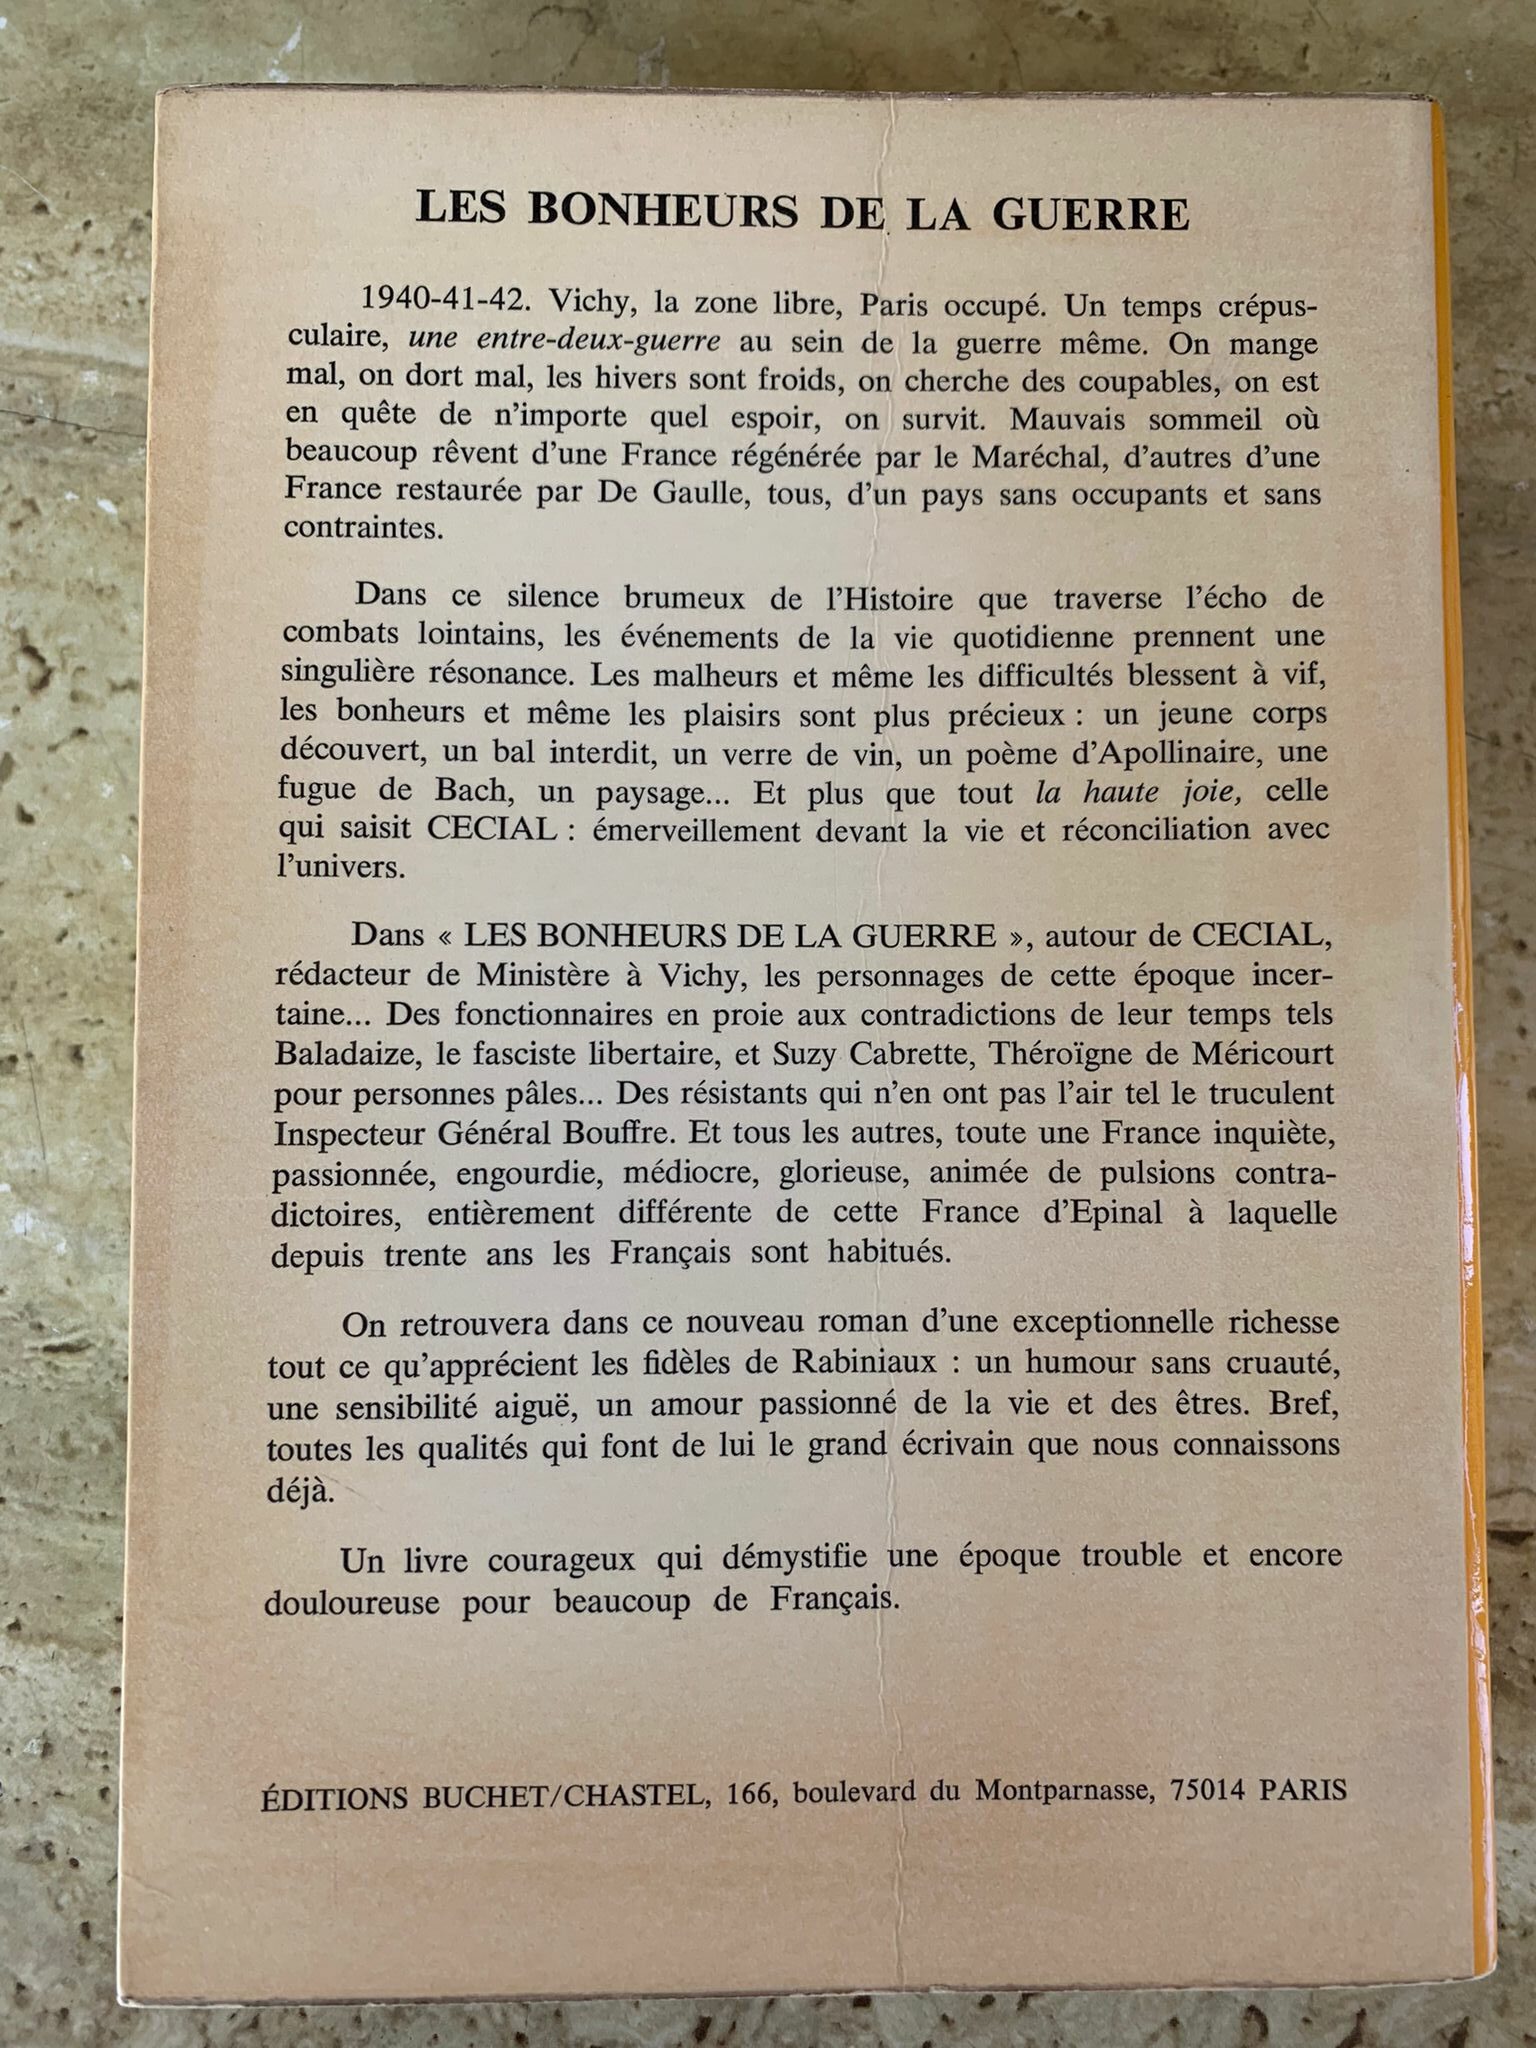 LES BONHEURS DE LA GUERRE
1940-41-42. Vichy, la zone libre, Paris occupé. Un temps crépus-
culaire, une entre-deux-guerre au sein de la guerre même. On mange
mal, on dort mal, les hivers sont froids, on cherche des coupables, on est
en quête de n'importe quel espoir, on survit. Mauvais sommeil où
beaucoup rêvent d'une France régénérée par le Maréchal, d'autres d'une
France restaurée par De Gaulle, tous, d'un pays sans occupants et sans
contraintes.
Dans ce silence brumeux de l'Histoire que traverse l'écho de
combats lointains, les événements de la vie quotidienne prennent une
singulière résonance. Les malheurs et même les difficultés blessent à vif,
les bonheurs et même les plaisirs sont plus précieux : un jeune corps
découvert, un bal interdit, un verre de vin, un poème d'Apollinaire, une
fugue de Bach, un paysage... Et plus que tout la haute joie, celle
qui saisit CECIAL : émerveillement devant la vie et réconciliation avec
l'univers.
Dans « LES BONHEURS DE LA GUERRE », autour de CECIAL,
rédacteur de Ministère à Vichy, les personnages de cette époque incer-
taine... Des fonctionnaires en proie aux contradictions de leur temps tels
Baladaize, le fasciste libertaire, et Suzy Cabrette, Théroïgne de Méricourt
pour personnes pâles... Des résistants qui n'en ont pas l'air tel le truculent
Inspecteur Général Bouffre. Et tous les autres, toute une France inquiète,
passionnée, engourdie, médiocre, glorieuse, animée de pulsions contra-
dictoires, entièrement différente de cette France d'Epinal à laquelle
depuis trente ans les Français sont habitués.
On retrouvera dans ce nouveau roman d'une exceptionnelle richesse
tout ce qu'apprécient les fidèles de Rabiniaux : un humour sans cruauté,
une sensibilité aiguë, un amour passionné de la vie et des êtres. Bref,
toutes les qualités qui font de lui le grand écrivain que nous connaissons
déjà.
Un livre courageux qui démystifie une époque trouble et encore
douloureuse pour beaucoup de Français.
ÉDITIONS BUCHET/CHASTEL, 166, boulevard du Montparnasse, 75014 PARIS